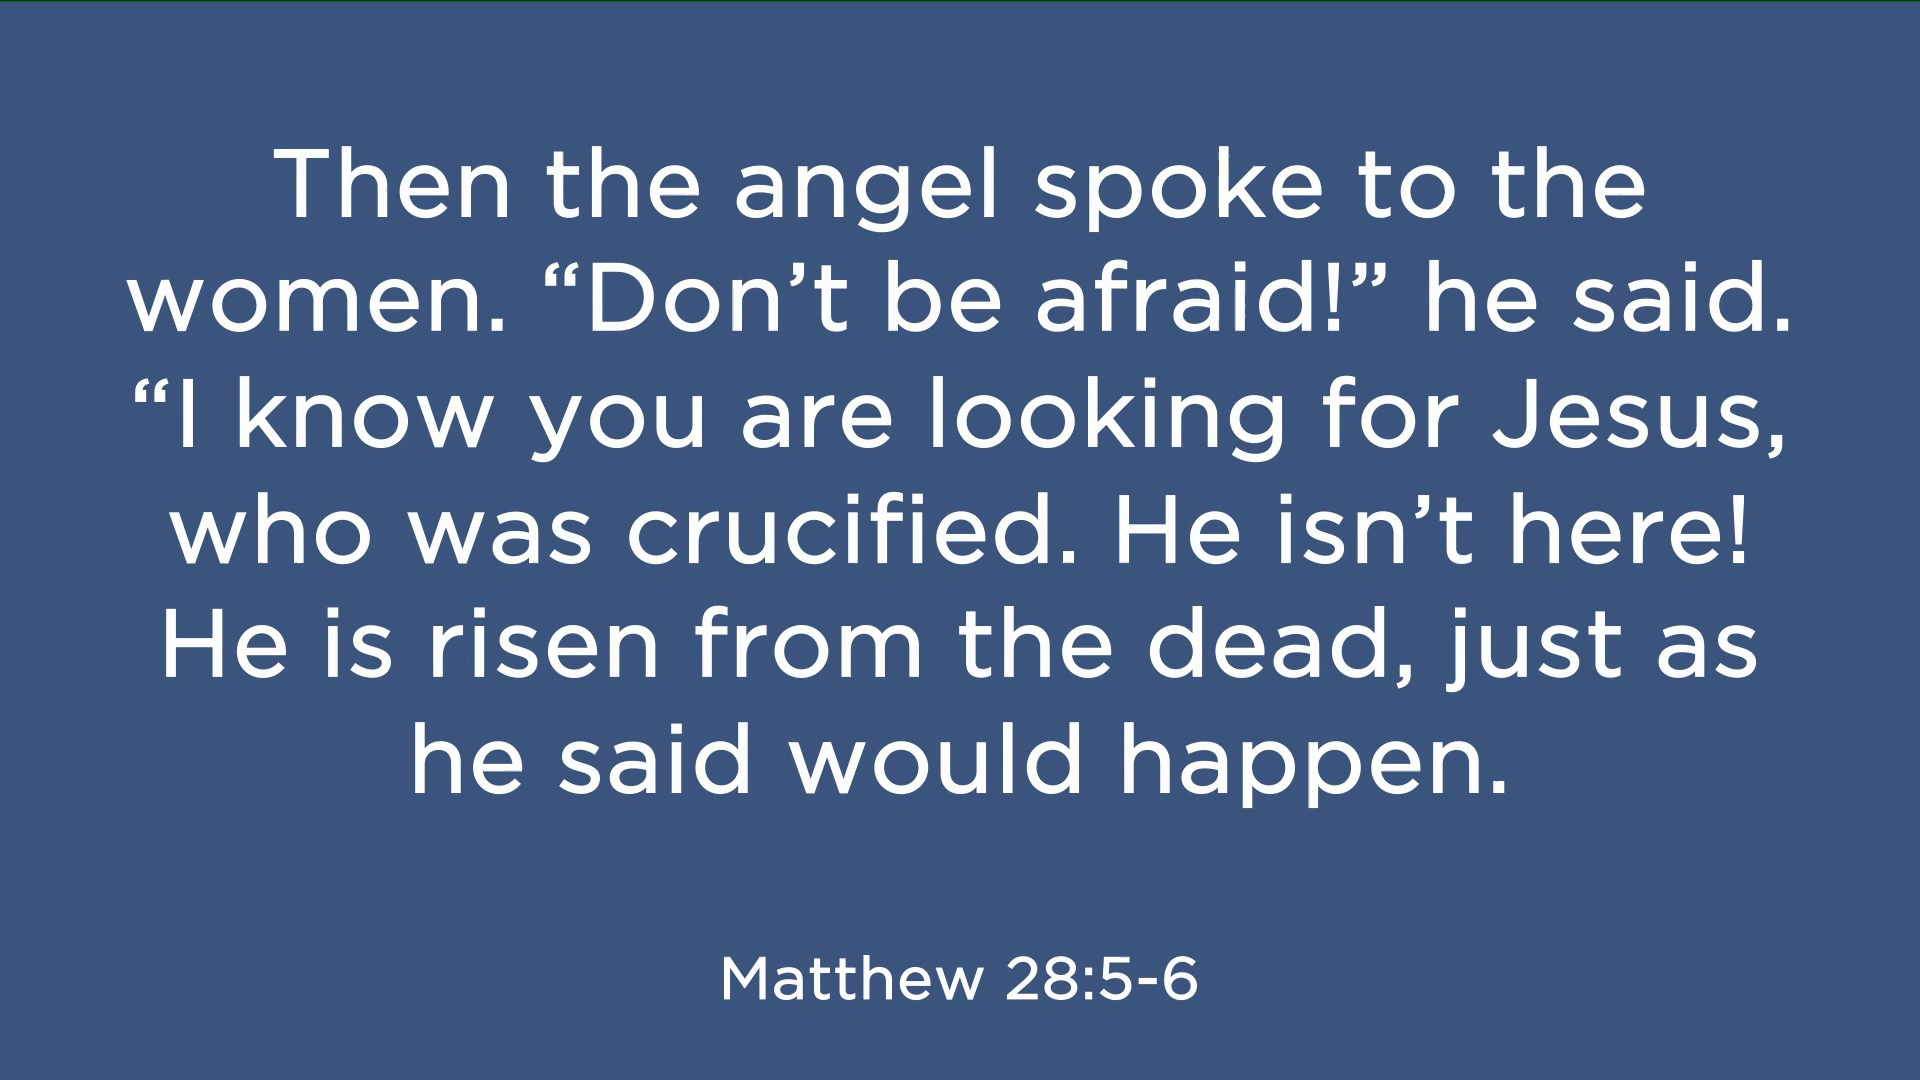 Then the angel spoke to the
women. “Don’t be afraid!” he said.
“I know you are looking for Jesus,
who was crucified. He isn’t here!
He is risen from the dead, just as
he said would happen.
Matthew 28:5-6